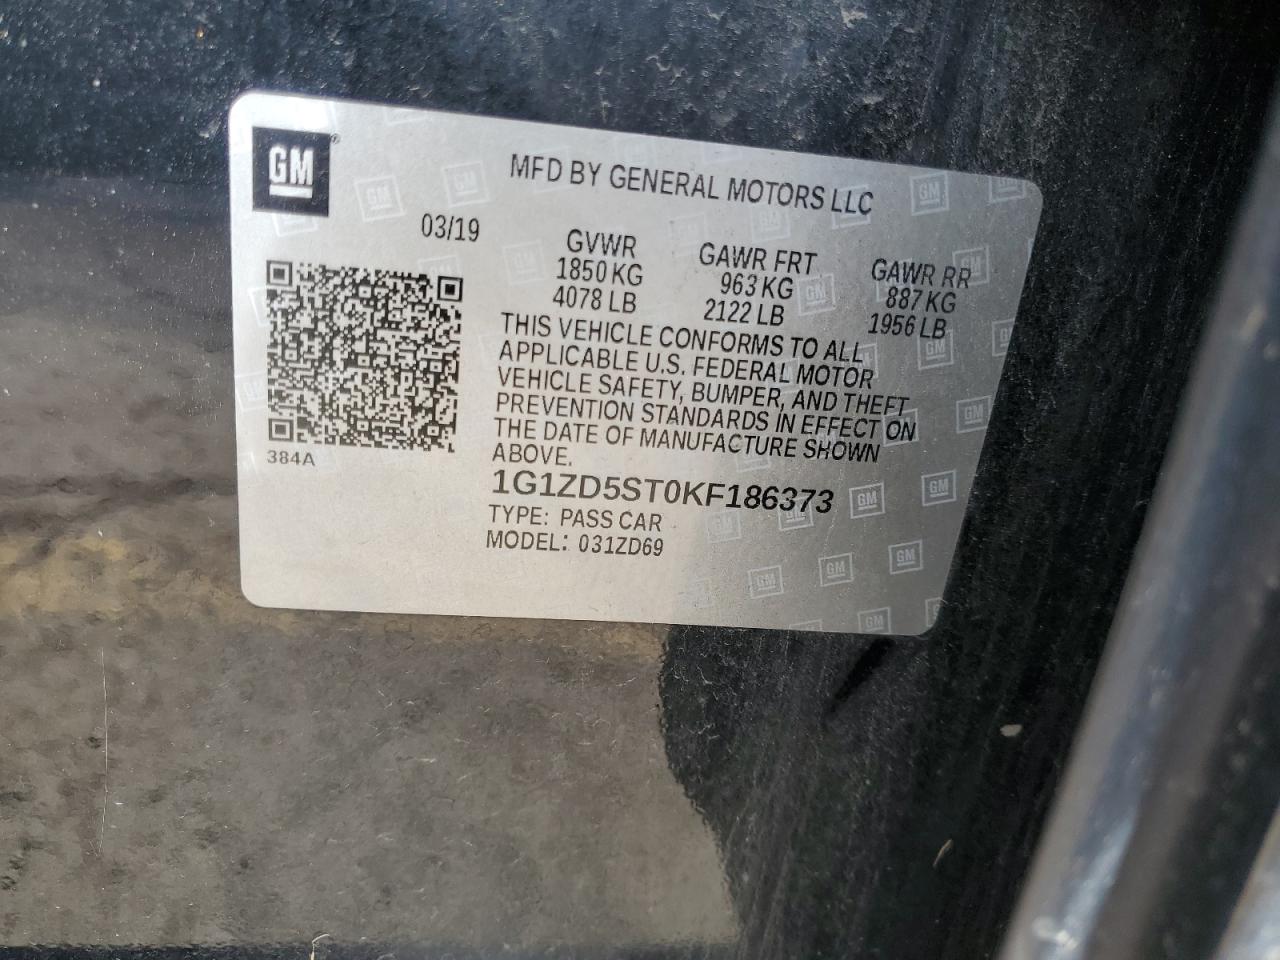 GM
MFD BY GENERAL MOTORS LLC
03/19
GVWR GAWR FRT GAWR RR
1850 KG 963 KG 887 KG
4078 LB 2122 LB 1956 LB
THIS VEHICLE CONFORMS TO ALL
APPLICABLE U.S. FEDERAL MOTOR
VEHICLE SAFETY, BUMPER, AND THEFT
PREVENTION STANDARDS IN EFFECT ON
THE DATE OF MANUFACTURE SHOWN
ABOVE.
384A
1G1ZD5ST0KF186373
TYPE: PASS CAR
MODEL: 031ZD69